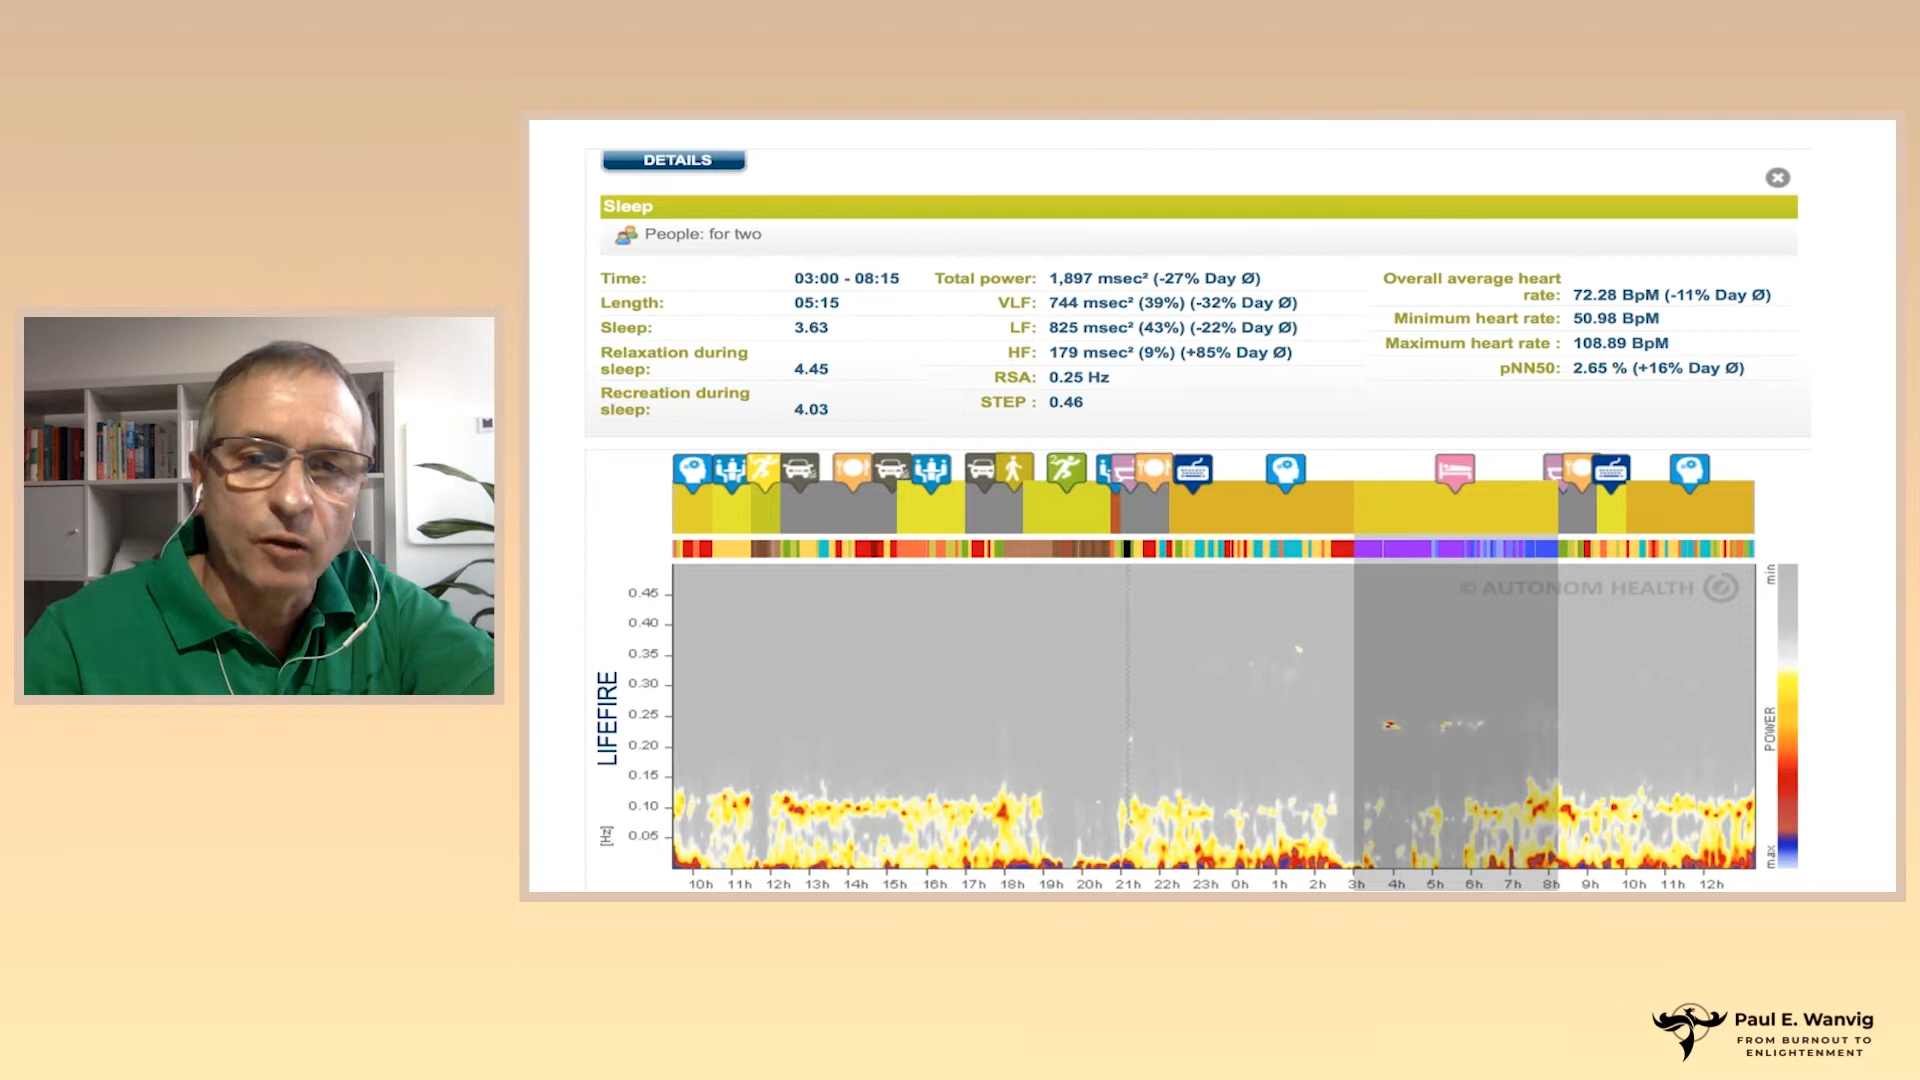 DETAILS
Sleep
People: for two
Time: 03:00 - 08:15
Length: 05:15
Sleep: 3.63
Relaxation during
sleep: 4.45
Recreation during
sleep: 4.03
Total power: 1,897 msec² (-27% Day Ø)
VLF: 744 msec² (39%) (-32% Day Ø)
LF: 825 msec² (43%) (-22% Day Ø)
HF: 179 msec² (9%) (+85% Day Ø)
RSA: 0.25 Hz
STEP : 0.46
Overall average heart
rate: 72.28 BpM (-11% Day Ø)
Minimum heart rate: 50.98 BpM
Maximum heart rate : 108.89 BpM
pNN50: 2.65 % (+16% Day Ø)
© AUTONOM HEALTH
LIFEFIRE
[Hz]
0.45
0.40
0.35
0.30
0.25
0.20
0.15
0.10
0.05
10h 11h 12h 13h 14h 15h 16h 17h 18h 19h 20h 21h 22h 23h 0h 1h 2h 3h 4h 5h 6h 7h 8h 9h 10h 11h 12h
min
POWER
max
Paul E. Wanvig
FROM BURNOUT TO
ENLIGHTENMENT